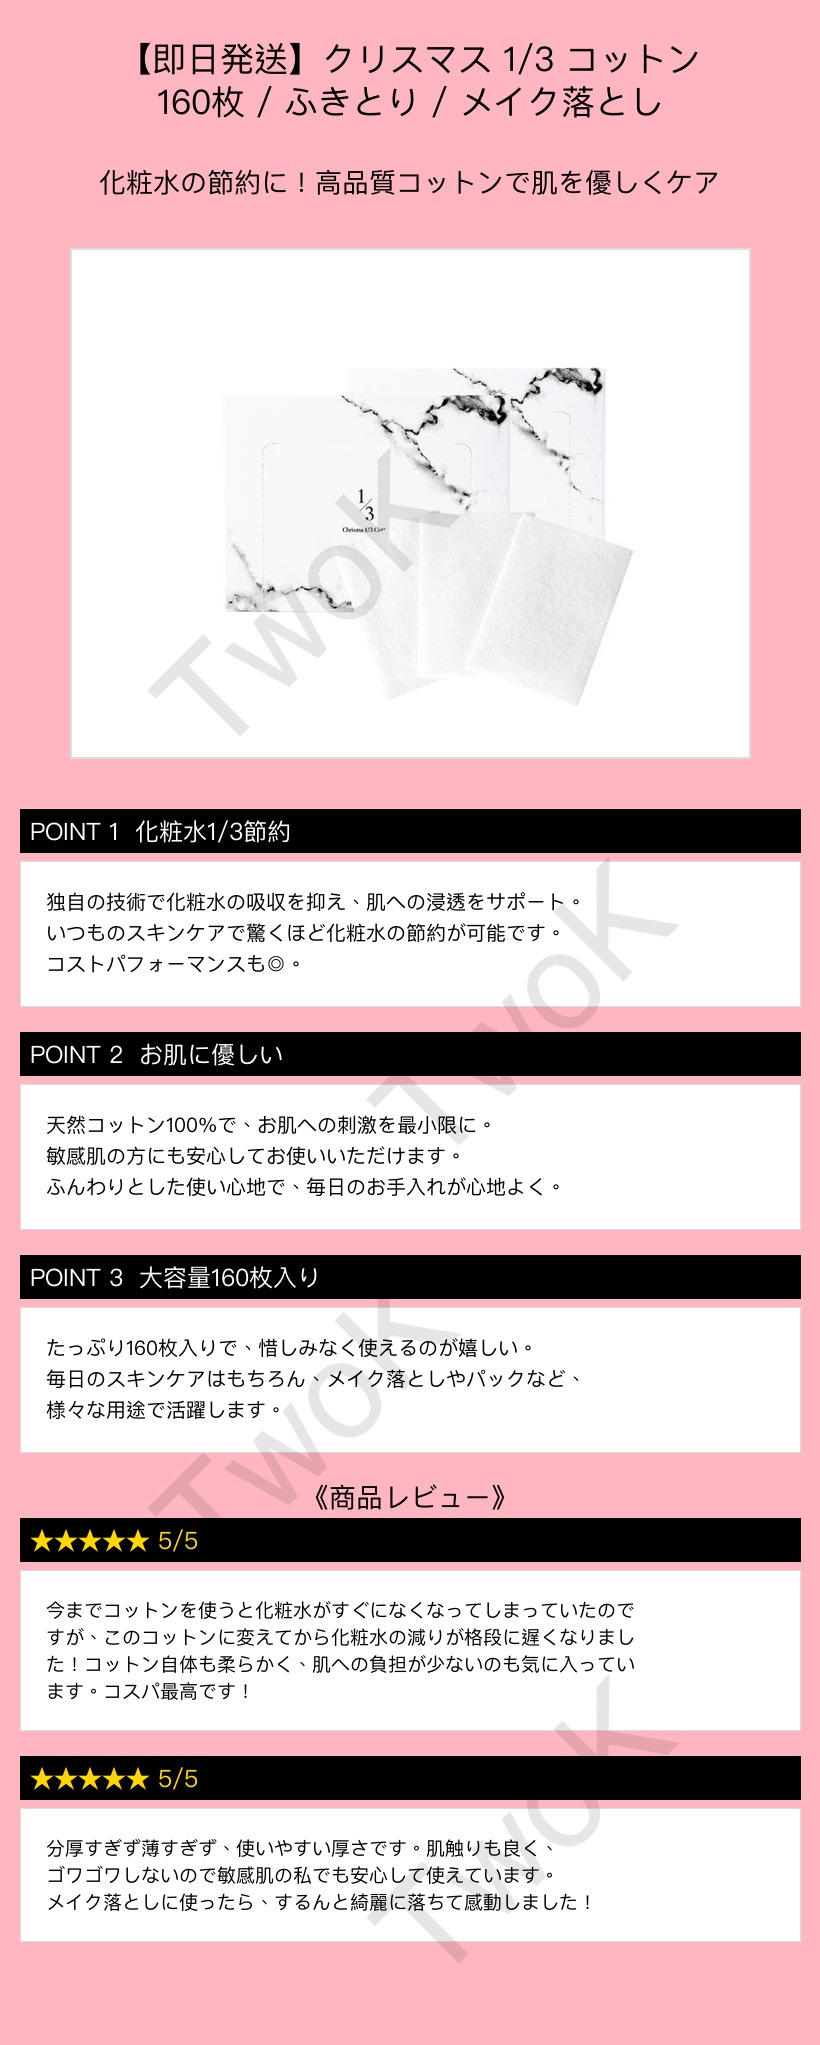 【即日発送】クリスマス 1/3 コットン
160枚 / ふきとり / メイク落とし
化粧水の節約に！高品質コットンで肌を優しくケア
1/3
Chrisma 1/3 Co
TwoK
POINT 1 化粧水1/3節約
独自の技術で化粧水の吸収を抑え、肌への浸透をサポート。
いつものスキンケアで驚くほど化粧水の節約が可能です。
コストパフォーマンスも◎。
TwoK
POINT 2 お肌に優しい
天然コットン100%で、お肌への刺激を最小限に。
敏感肌の方にも安心してお使いいただけます。
ふんわりとした使い心地で、毎日のお手入れが心地よく。
POINT 3 大容量160枚入り
たっぷり160枚入りで、惜しみなく使えるのが嬉しい。
毎日のスキンケアはもちろん、メイク落としやパックなど、
様々な用途で活躍します。
TwoK
《商品レビュー》
★★★★★ 5/5
今までコットンを使うと化粧水がすぐになくなってしまっていたので
すが、このコットンに変えてから化粧水の減りが格段に遅くなりまし
た！コットン自体も柔らかく、肌への負担が少ないのも気に入ってい
ます。コスパ最高です！
★★★★★ 5/5
分厚すぎず薄すぎず、使いやすい厚さです。肌触りも良く、
ゴワゴワしないので敏感肌の私でも安心して使えています。
メイク落としに使ったら、するんと綺麗に落ちて感動しました！
TwoK